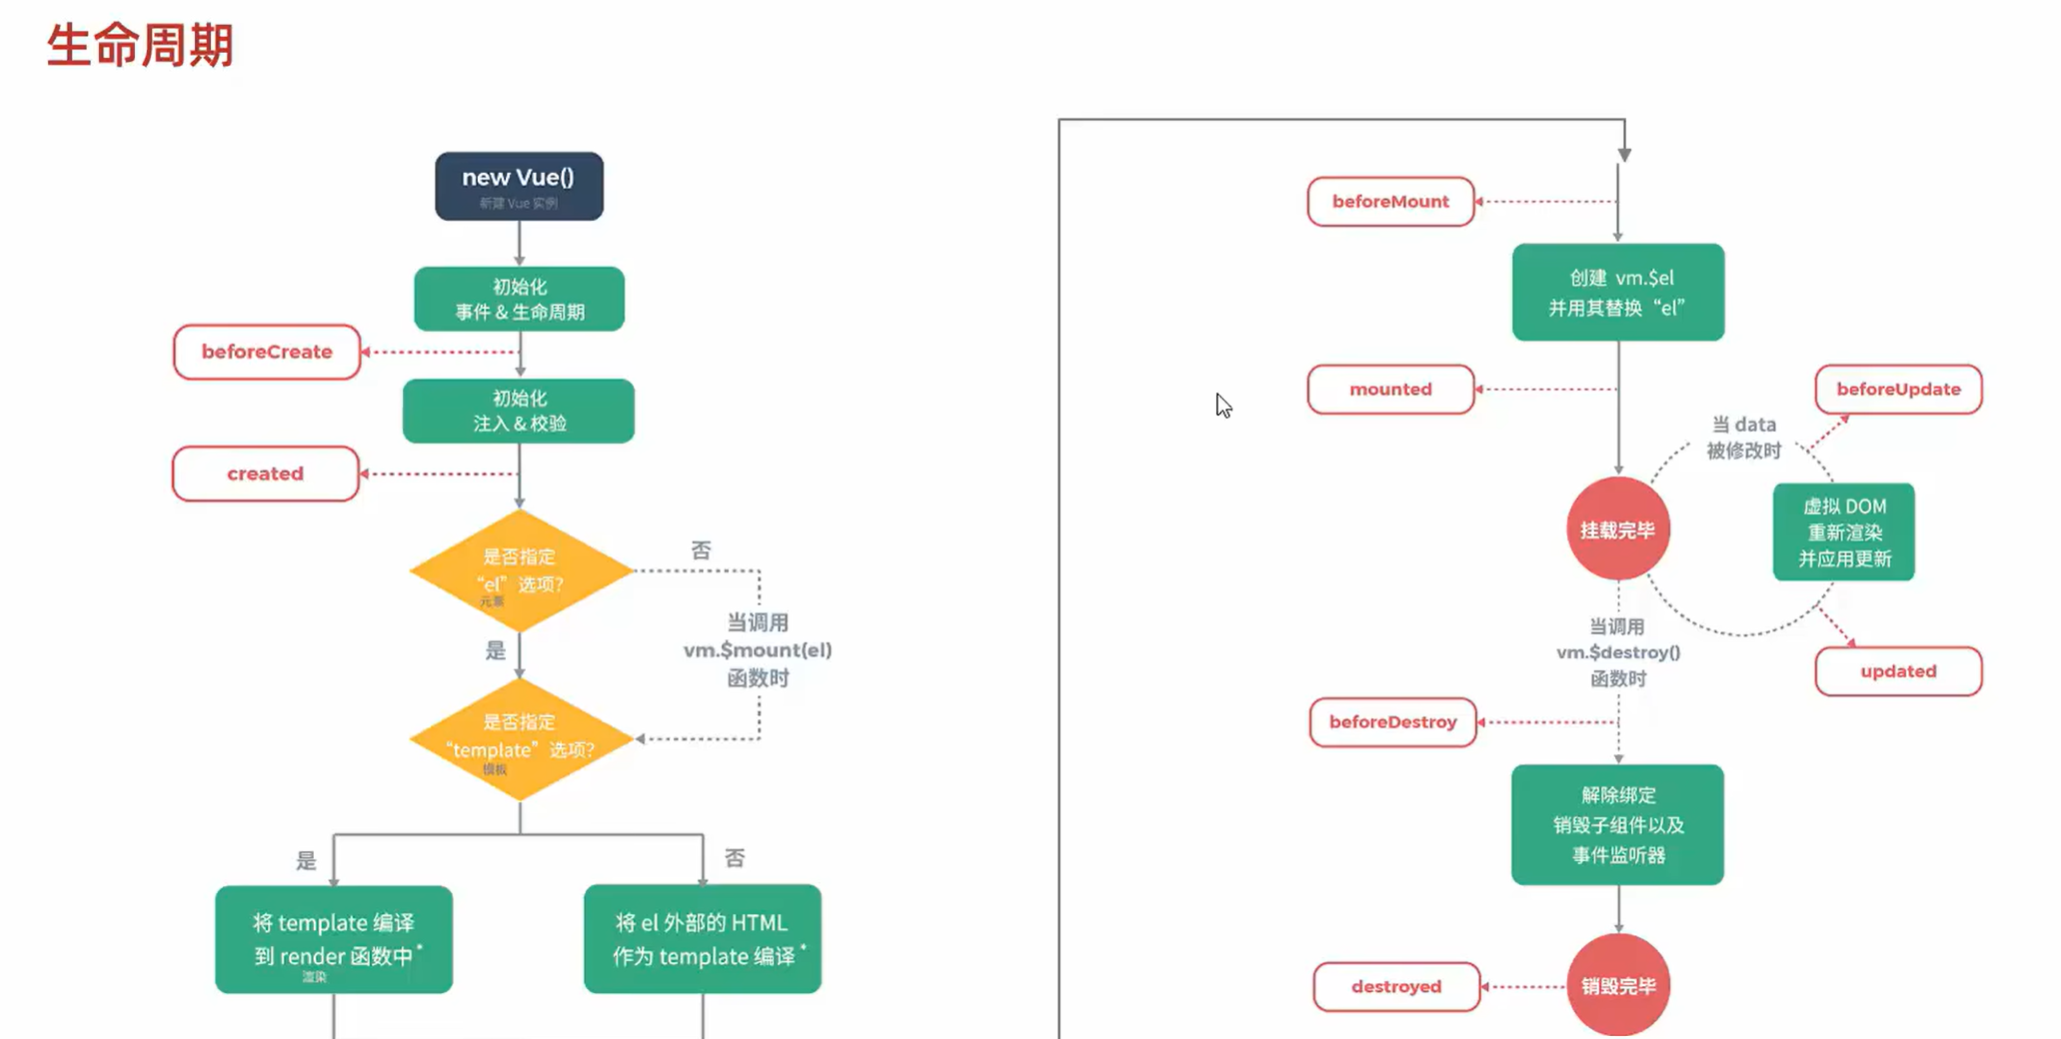 生命周期
new Vue()
新建 Vue 实例
初始化
事件 & 生命周期
beforeCreate
初始化
注入 & 校验
created
是否指定
“el” 选项?
元素
否
是
当调用
vm.$mount(el)
函数时
是否指定
“template” 选项?
模板
是
否
将 template 编译
到 render 函数中*
渲染
将 el 外部的 HTML
作为 template 编译*
beforeMount
创建 vm.$el
并用其替换 “el”
mounted
beforeUpdate
当 data
被修改时
挂载完毕
虚拟 DOM
重新渲染
并应用更新
updated
当调用
vm.$destroy()
函数时
beforeDestroy
解除绑定
销毁子组件以及
事件监听器
destroyed
销毁完毕